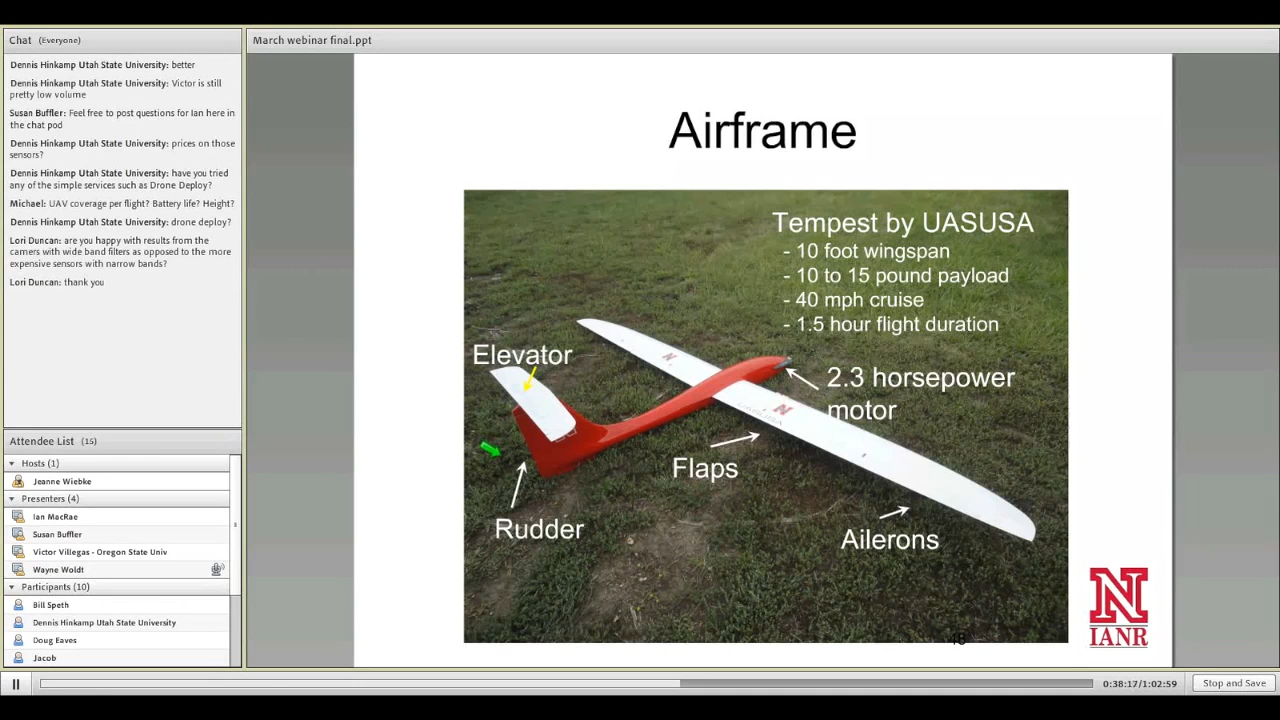 Chat (Everyone)
Dennis Hinkamp Utah State University: better
Dennis Hinkamp Utah State University: Victor is still
pretty low volume
Susan Buffler: Feel free to post questions for Ian here in
the chat pod
Dennis Hinkamp Utah State University: prices on those
sensors?
Dennis Hinkamp Utah State University: have you tried
any of the simple services such as Drone Deploy?
Michael: UAV coverage per flight? Battery life? Height?
Dennis Hinkamp Utah State University: drone deploy?
Lori Duncan: are you happy with results from the
camers with wide band filters as opposed to the more
expensive sensors with narrow bands?
Lori Duncan: thank you
Attendee List (15)
Hosts (1)
Jeanne Wiebke
Presenters (4)
Ian MacRae
Susan Buffler
Victor Villegas - Oregon State Univ
Wayne Woldt
Participants (10)
Bill Speth
Dennis Hinkamp Utah State University
Doug Eaves
Jacob
March webinar final.ppt
Airframe
Tempest by UASUSA
- 10 foot wingspan
- 10 to 15 pound payload
- 40 mph cruise
- 1.5 hour flight duration
Elevator
2.3 horsepower
motor
N
N
UASUSA
Flaps
Rudder
Ailerons
N
IANR
0:38:17/1:02:59
Stop and Save